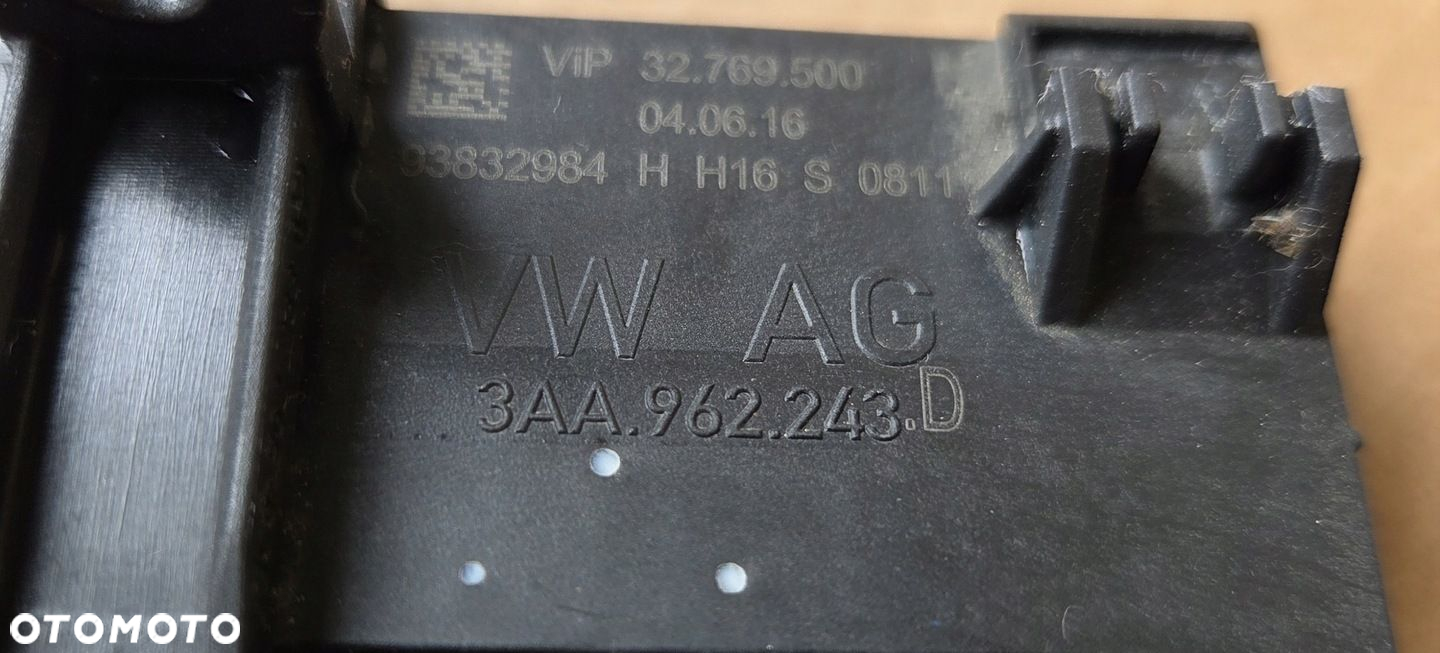 ViP 32.769.500
04.06.16
93832984 H H16 S 0811
VW AG
3AA.962.243.D
OTOMOTO